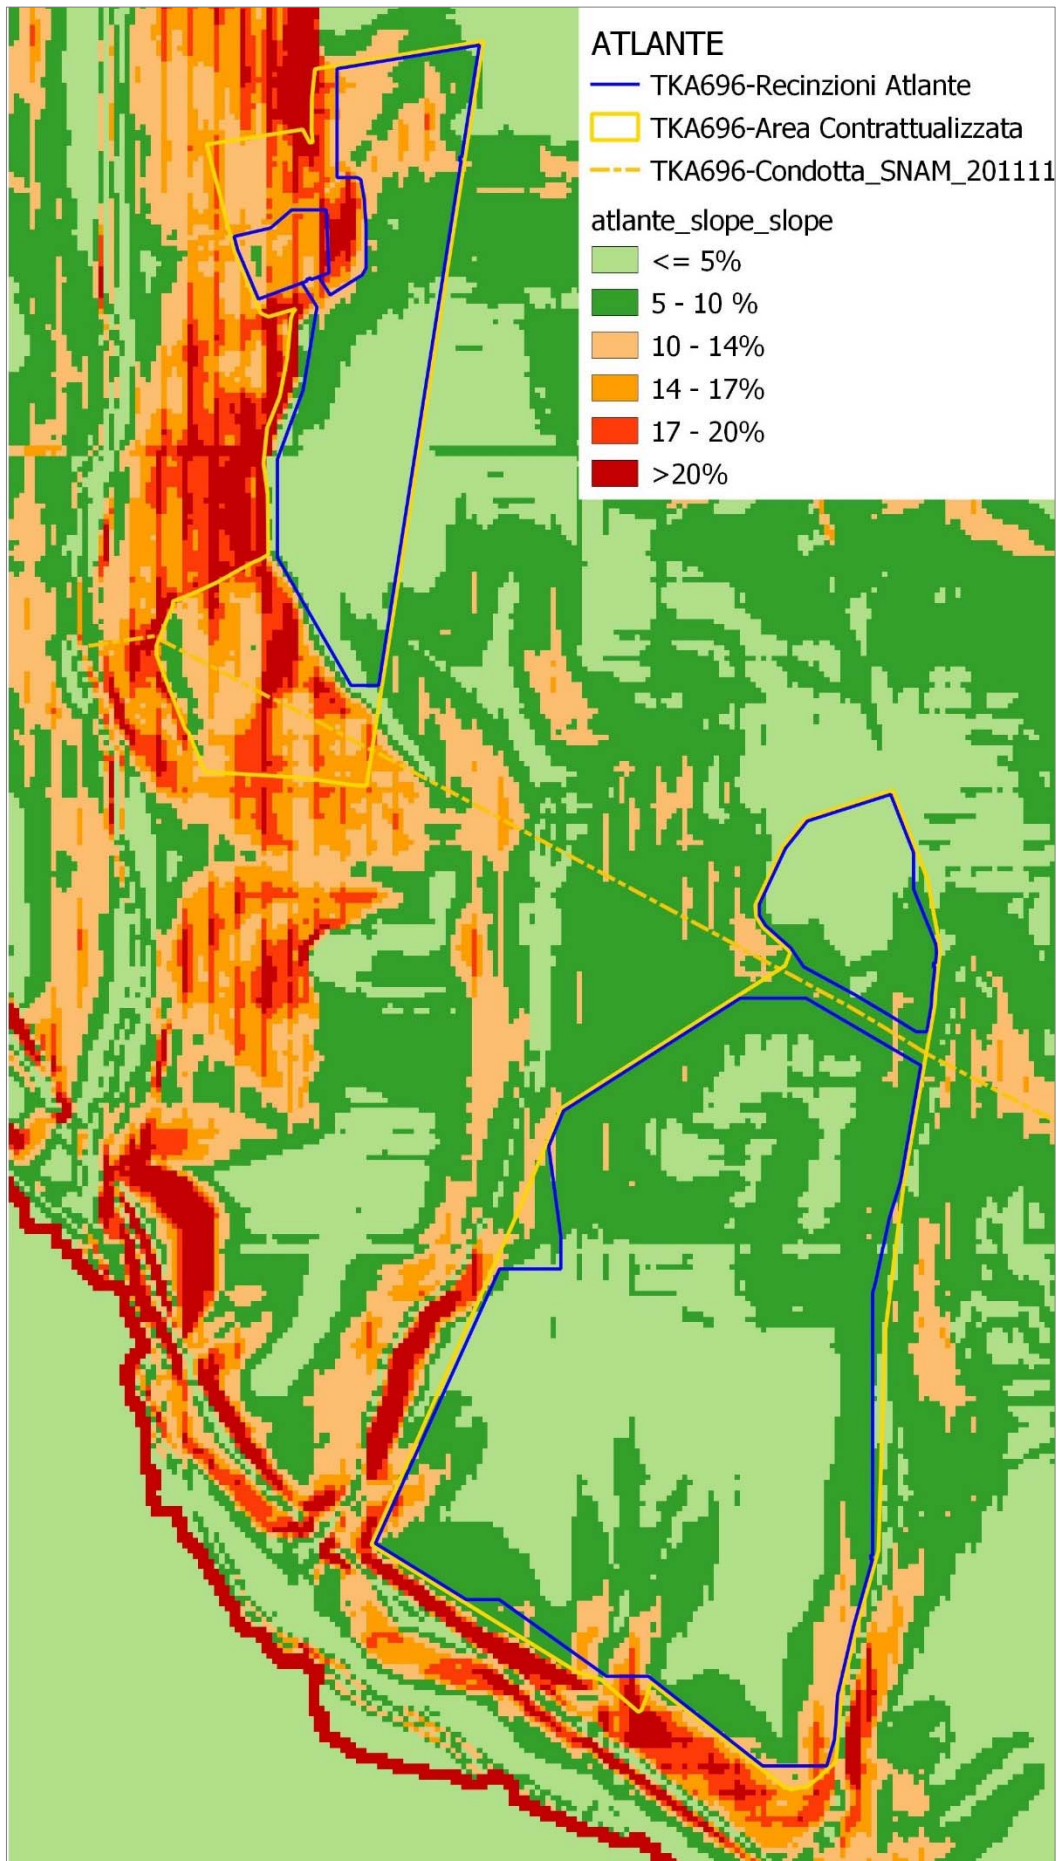 ATLANTE
TKA696-Recinzioni Atlante
TKA696-Area Contrattualizzata
TKA696-Condotta_SNAM_201111
atlante_slope_slope
<= 5%
5 - 10 %
10 - 14%
14 - 17%
17 - 20%
>20%